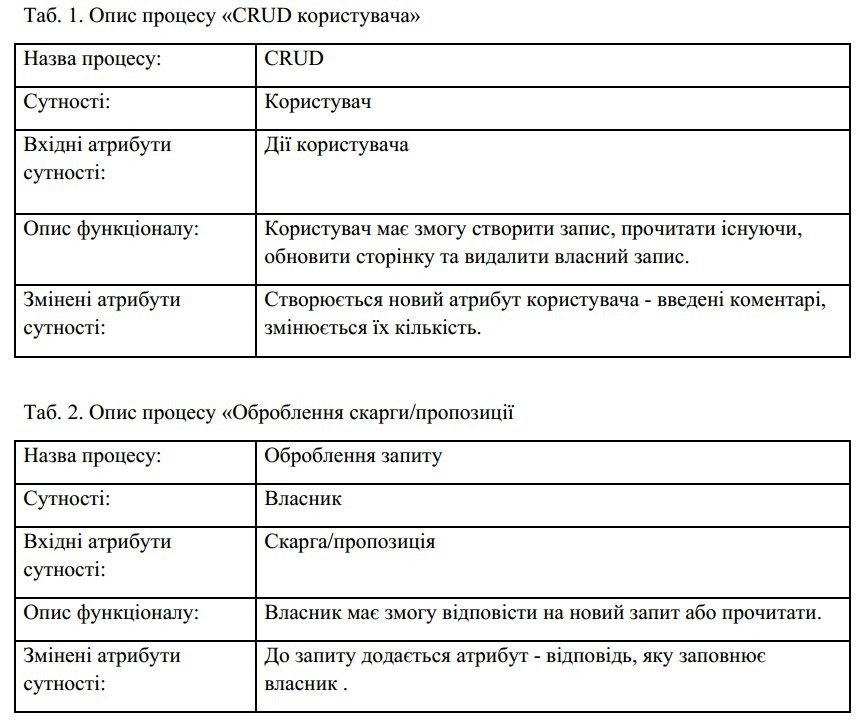 Таб. 1. Опис процесу «CRUD користувача»
Назва процесу: CRUD
Сутності: Користувач
Вхідні атрибути Дії користувача
сутності:
Опис функціоналу: Користувач має змогу створити запис, прочитати існуючи,
обновити сторінку та видалити власний запис.
Змінені атрибути Створюється новий атрибут користувача - введені коментарі,
сутності: змінюється їх кількість.
Таб. 2. Опис процесу «Оброблення скарги/пропозиції
Назва процесу: Оброблення запиту
Сутності: Власник
Вхідні атрибути Скарга/пропозиція
сутності:
Опис функціоналу: Власник має змогу відповісти на новий запит або прочитати.
Змінені атрибути До запиту додається атрибут - відповідь, яку заповнює
сутності: власник .